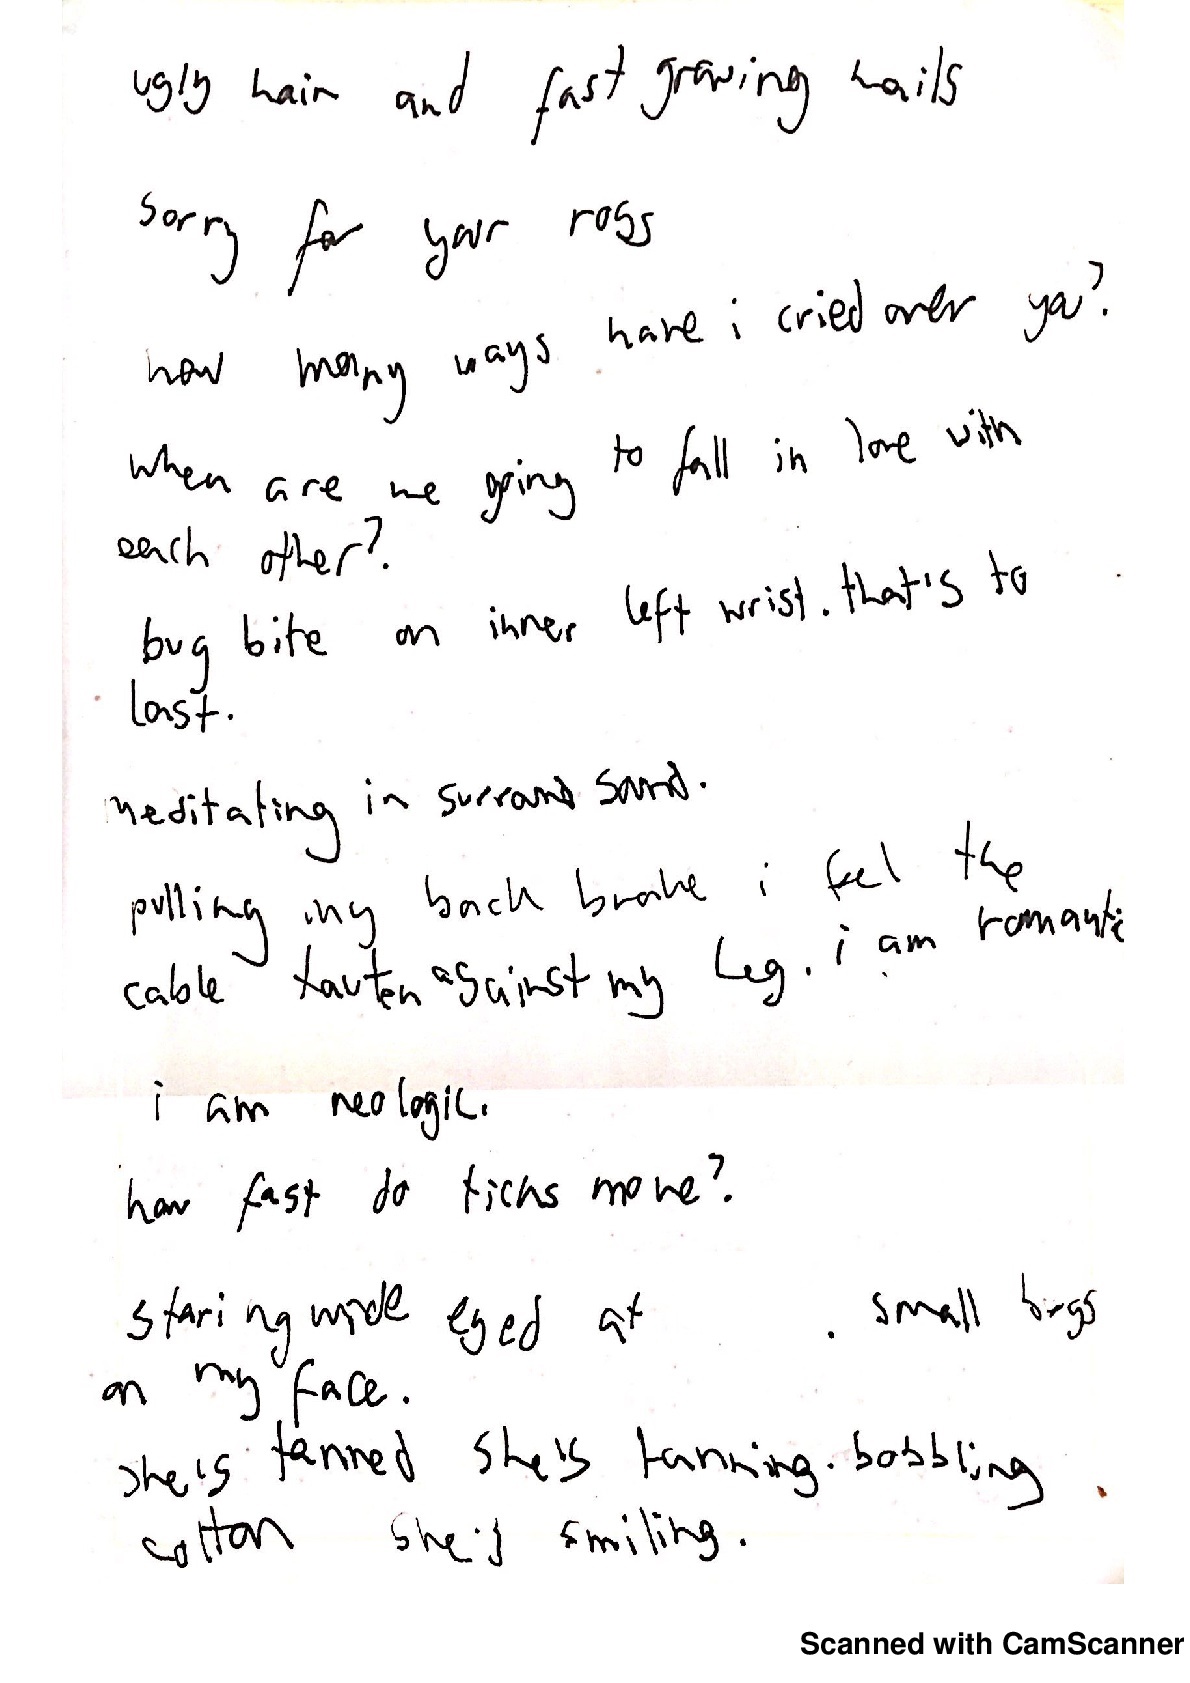 ugly hair and fast growing nails
sorry for your ross
how many ways have i cried over you?
when are we going to fall in love with
each other?
bug bite on inner left wrist. that's to
last.
meditating in surround sound.
pulling my back brake i feel the
cable tauten against my leg. i am romantic
i am neologic.
how fast do ticks move?
staring wide eyed at . small bugs
on my face.
she's tanned she's tanning. bobbling
cotton she's smiling.
Scanned with CamScanner